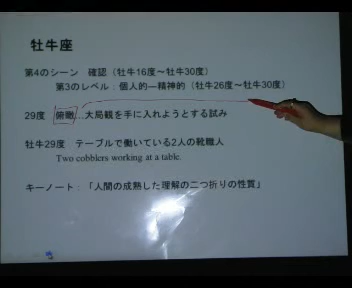 牡牛座
第4のシーン　確認（牡牛16度～牡牛30度）
第3のレベル：個人的―精神的（牡牛26度～牡牛30度）
29度　俯瞰…大局観を手に入れようとする試み
牡牛29度　テーブルで働いている2人の靴職人
Two cobblers working at a table.
キーノート：「人間の成熟した理解の二つ折りの性質」